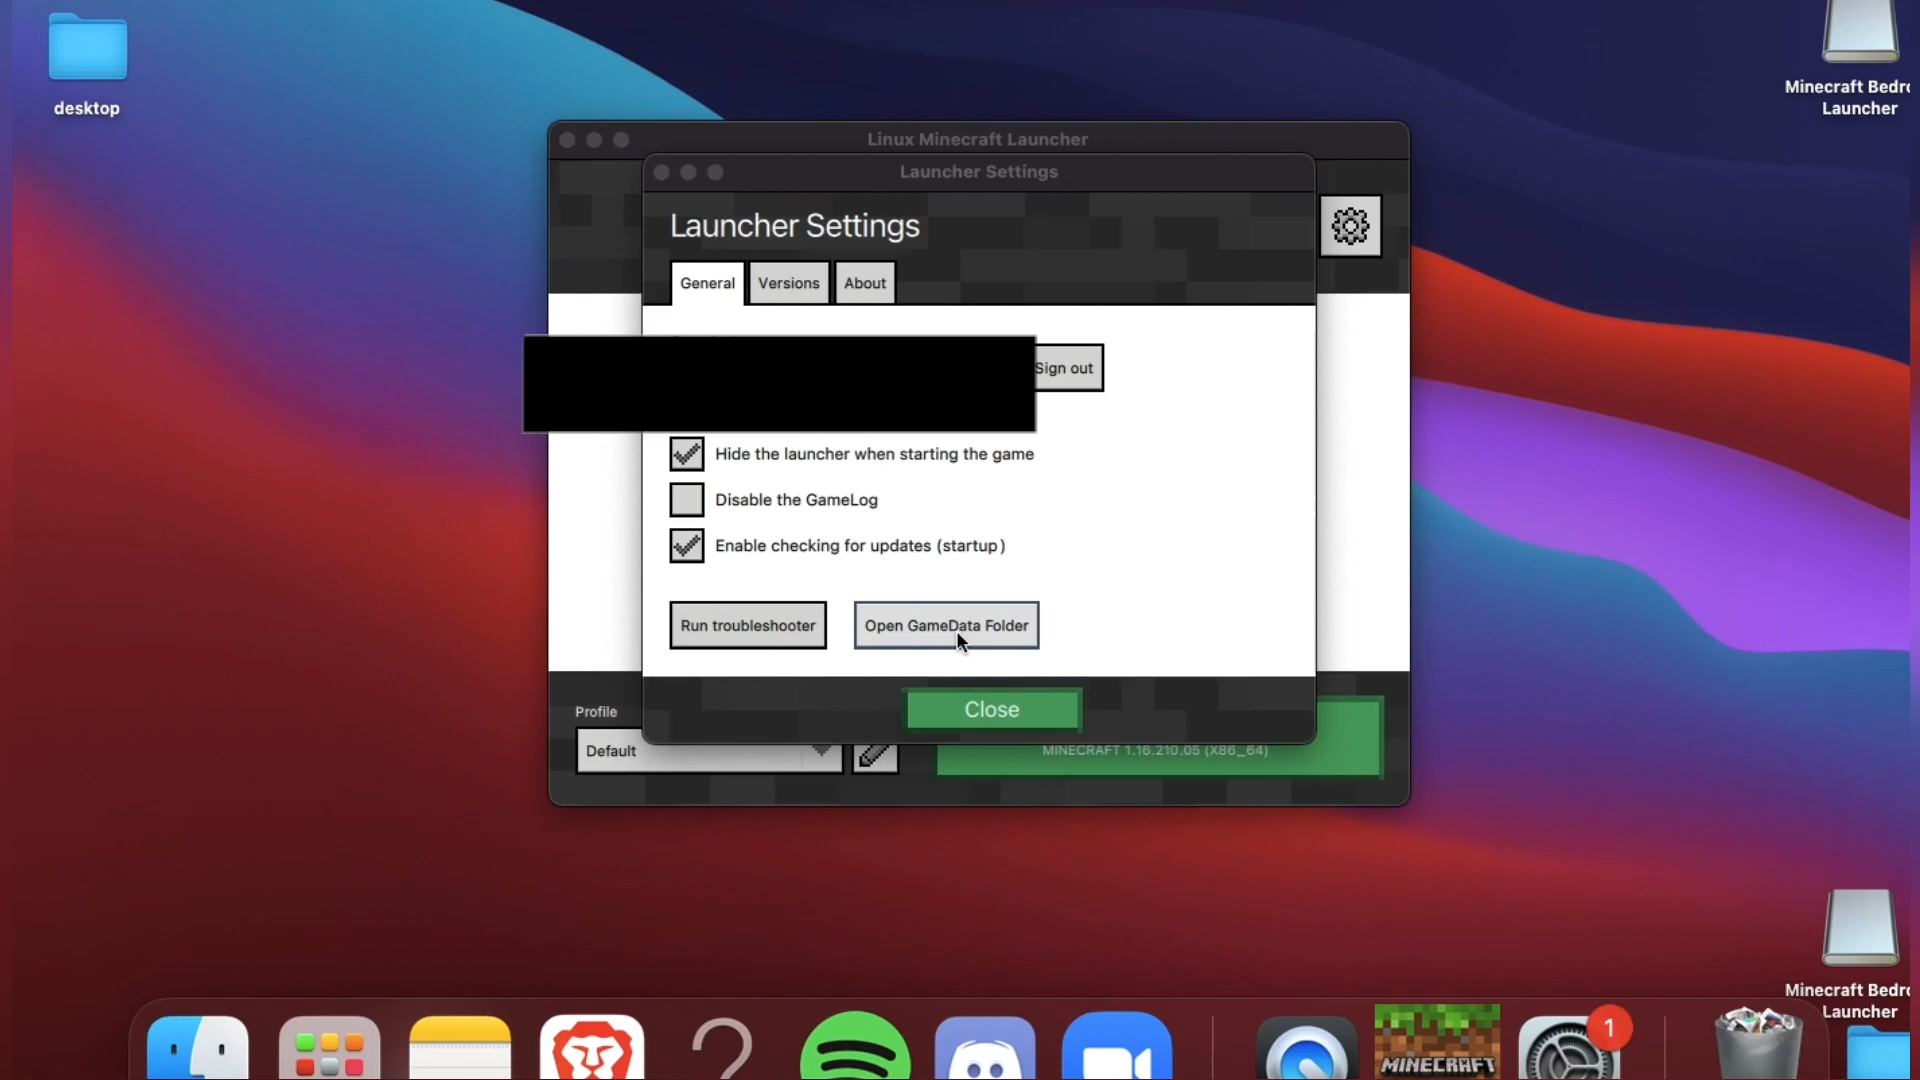 desktop
Minecraft Bedro
Launcher
Linux Minecraft Launcher
Launcher Settings
Launcher Settings
General
Versions
About
Sign out
Hide the launcher when starting the game
Disable the GameLog
Enable checking for updates (startup)
Run troubleshooter
Open GameData Folder
Close
Profile
Default
MINECRAFT 1.16.210.05 (X86_64)
Minecraft Bedro
Launcher
MINECRAFT
1